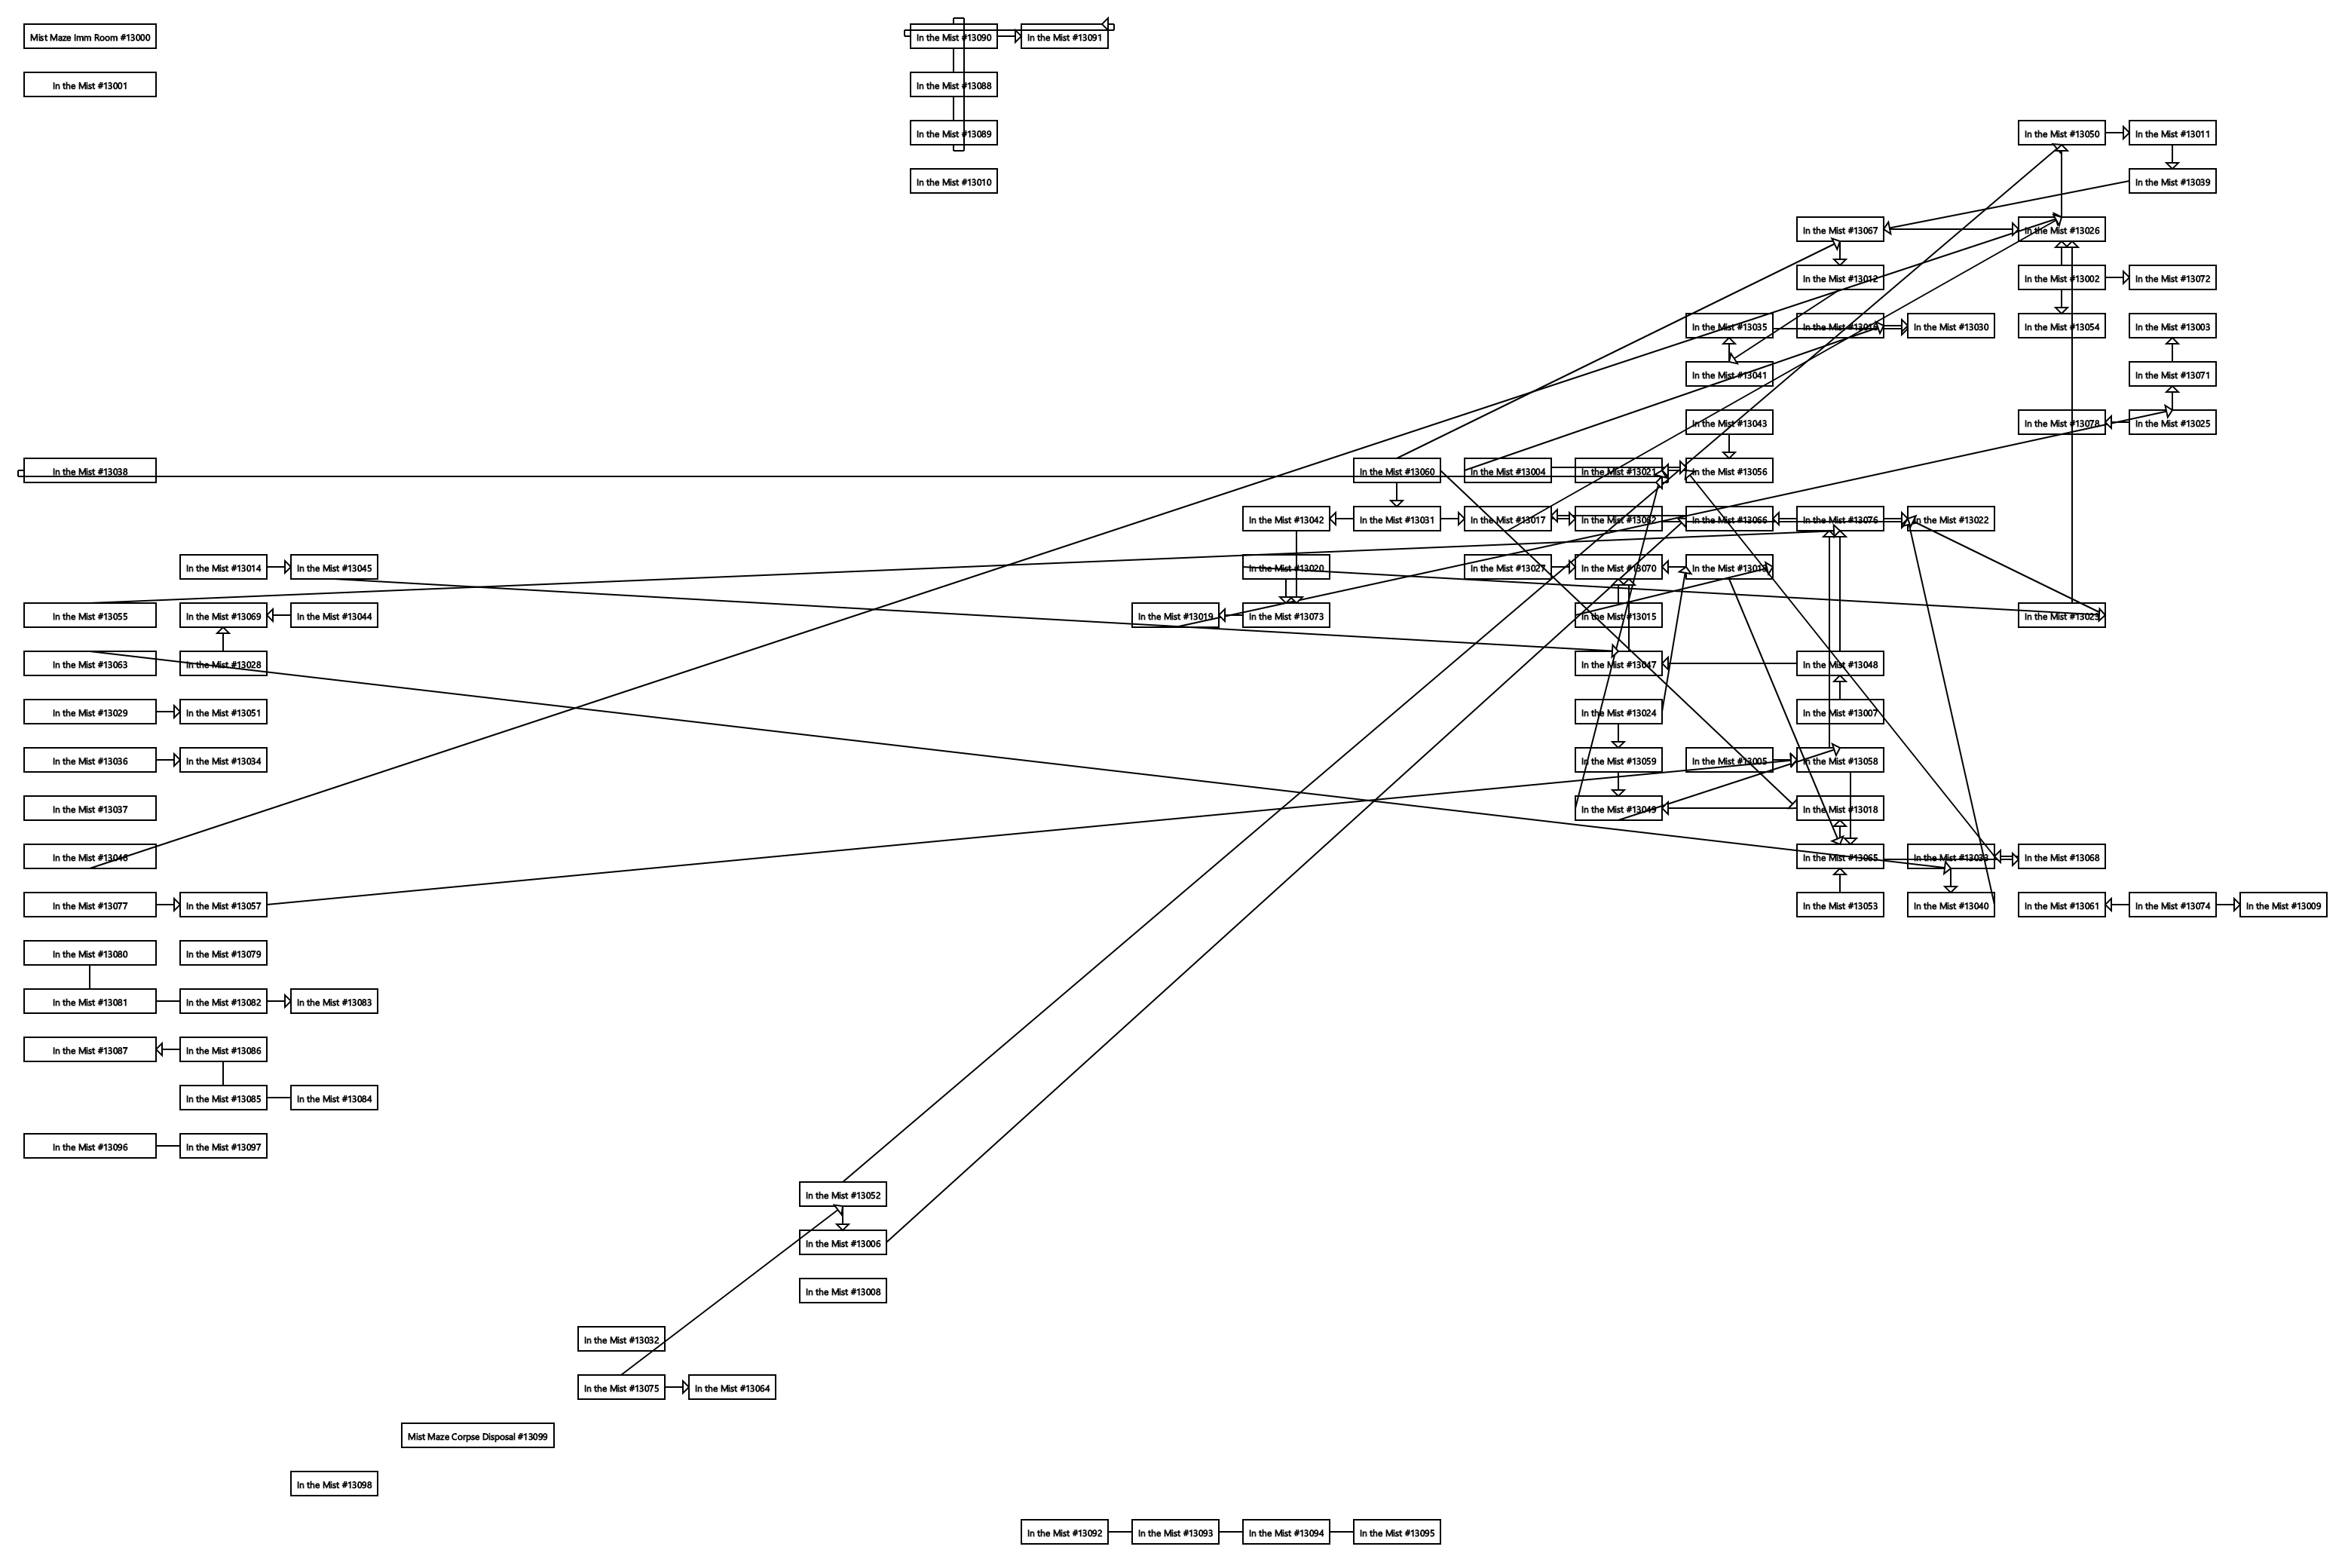 Mist Maze Imm Room #13000
In the Mist #13090
In the Mist #13091
In the Mist #13001
In the Mist #13088
In the Mist #13089
In the Mist #13050
In the Mist #13011
In the Mist #13010
In the Mist #13039
In the Mist #13067
In the Mist #13026
In the Mist #13012
In the Mist #13002
In the Mist #13072
In the Mist #13035
In the Mist
In the Mist #13030
In the Mist #13054
In the Mist #13003
In the Mist #13041
In the Mist #13071
In the Mist #13043
In the Mist #13078
In the Mist #13025
In the Mist #13038
In the Mist #13060
In the Mist #13004
In the Mist #13021
In the Mist #13056
In the Mist #13042
In the Mist #13031
In the Mist #13017
In the Mist #13062
In the Mist #13066
In the Mist #13076
In the Mist #13022
In the Mist #13014
In the Mist #13045
In the Mist #13020
In the Mist #13027
In the Mist #13070
In the Mist
In the Mist #13055
In the Mist #13069
In the Mist #13044
In the Mist #13019
In the Mist #13073
In the Mist #13015
In the Mist #13023
In the Mist #13063
In the Mist #13028
In the Mist #13047
In the Mist #13048
In the Mist #13029
In the Mist #13051
In the Mist #13024
In the Mist #13007
In the Mist #13036
In the Mist #13034
In the Mist #13059
In the Mist #13005
In the Mist #13058
In the Mist #13037
In the Mist #13049
In the Mist #13018
In the Mist #13046
In the Mist #13065
In the Mist #13033
In the Mist #13068
In the Mist #13077
In the Mist #13057
In the Mist #13053
In the Mist #13040
In the Mist #13061
In the Mist #13074
In the Mist #13009
In the Mist #13080
In the Mist #13079
In the Mist #13081
In the Mist #13082
In the Mist #13083
In the Mist #13087
In the Mist #13086
In the Mist #13085
In the Mist #13084
In the Mist #13096
In the Mist #13097
In the Mist #13052
In the Mist #13006
In the Mist #13008
In the Mist #13032
In the Mist #13075
In the Mist #13064
Mist Maze Corpse Disposal #13099
In the Mist #13098
In the Mist #13092
In the Mist #13093
In the Mist #13094
In the Mist #13095